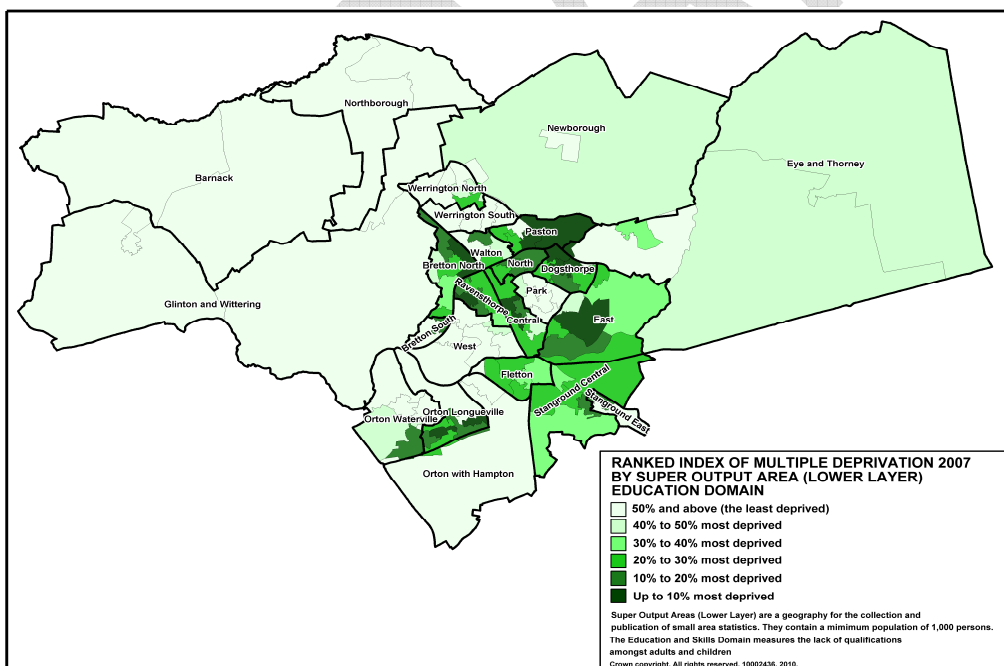 Northborough
Newborough
Eye and Thorney
Barnack
Werrington North
Werrington South
Paston
Walton
Bretton North
North
Dogsthorpe
Ravensthorpe
Park
Glinton and Wittering
Central
East
Bretton South
West
Fletton
Stanground Central
Stanground East
Orton Longueville
Orton Waterville
Orton with Hampton
RANKED INDEX OF MULTIPLE DEPRIVATION 2007
BY SUPER OUTPUT AREA (LOWER LAYER)
EDUCATION DOMAIN
50% and above (the least deprived)
40% to 50% most deprived
30% to 40% most deprived
20% to 30% most deprived
10% to 20% most deprived
Up to 10% most deprived
Super Output Areas (Lower Layer) are a geography for the collection and
publication of small area statistics. They contain a mimimum population of 1,000 persons.
The Education and Skills Domain measures the lack of qualifications
amongst adults and children
Crown copyright. All rights reserved. 10002436. 2010.